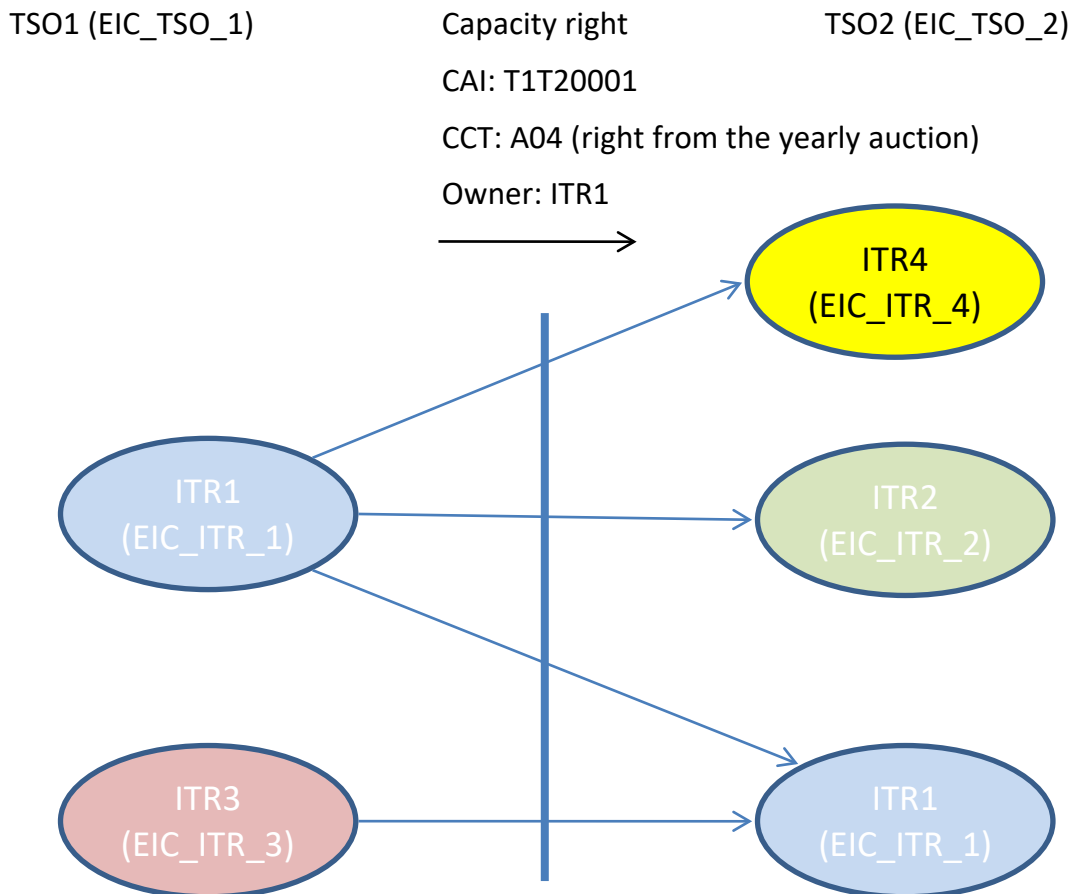 TSO1 (EIC_TSO_1)
Capacity right
TSO2 (EIC_TSO_2)
CAI: T1T20001
CCT: A04 (right from the yearly auction)
Owner: ITR1
ITR4
(EIC_ITR_4)
ITR1
(EIC_ITR_1)
ITR2
(EIC_ITR_2)
ITR3
(EIC_ITR_3)
ITR1
(EIC_ITR_1)